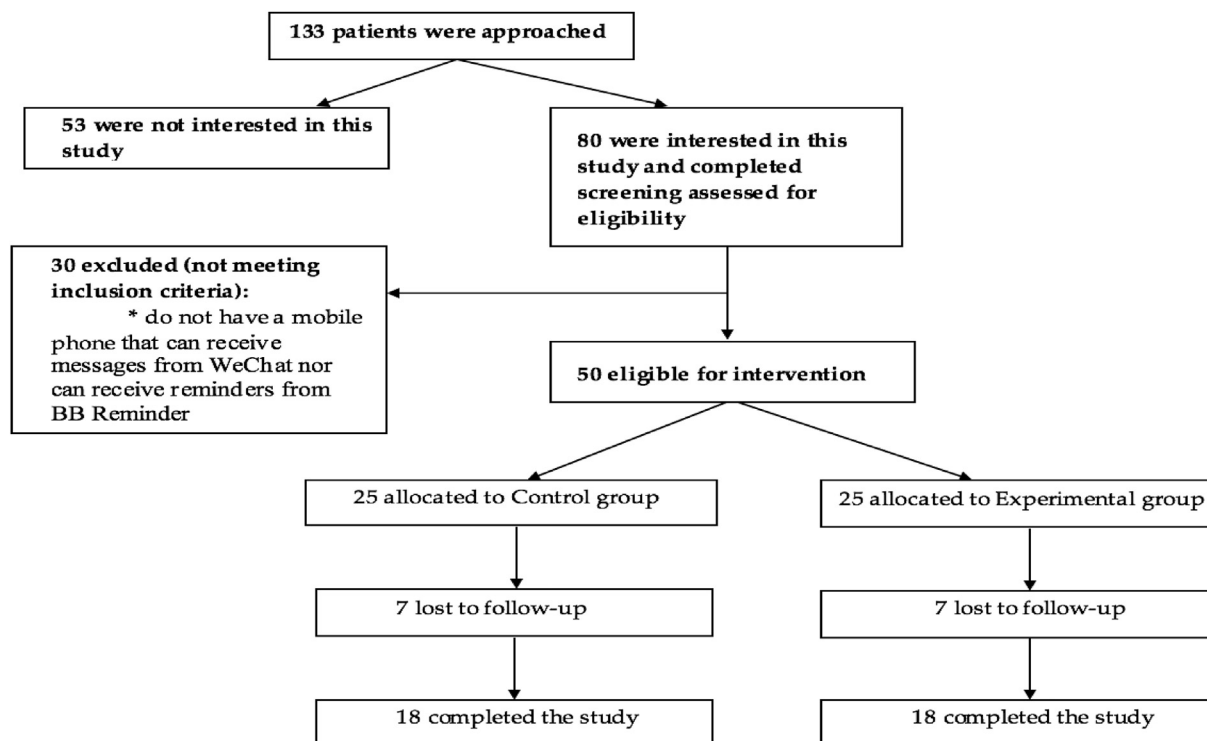 133 patients were approached
53 were not interested in this
study
80 were interested in this
study and completed
screening assessed for
eligibility
30 excluded (not meeting
inclusion criteria):
* do not have a mobile
phone that can receive
messages from WeChat nor
can receive reminders from
BB Reminder
50 eligible for intervention
25 allocated to Control group
25 allocated to Experimental group
7 lost to follow-up
7 lost to follow-up
18 completed the study
18 completed the study